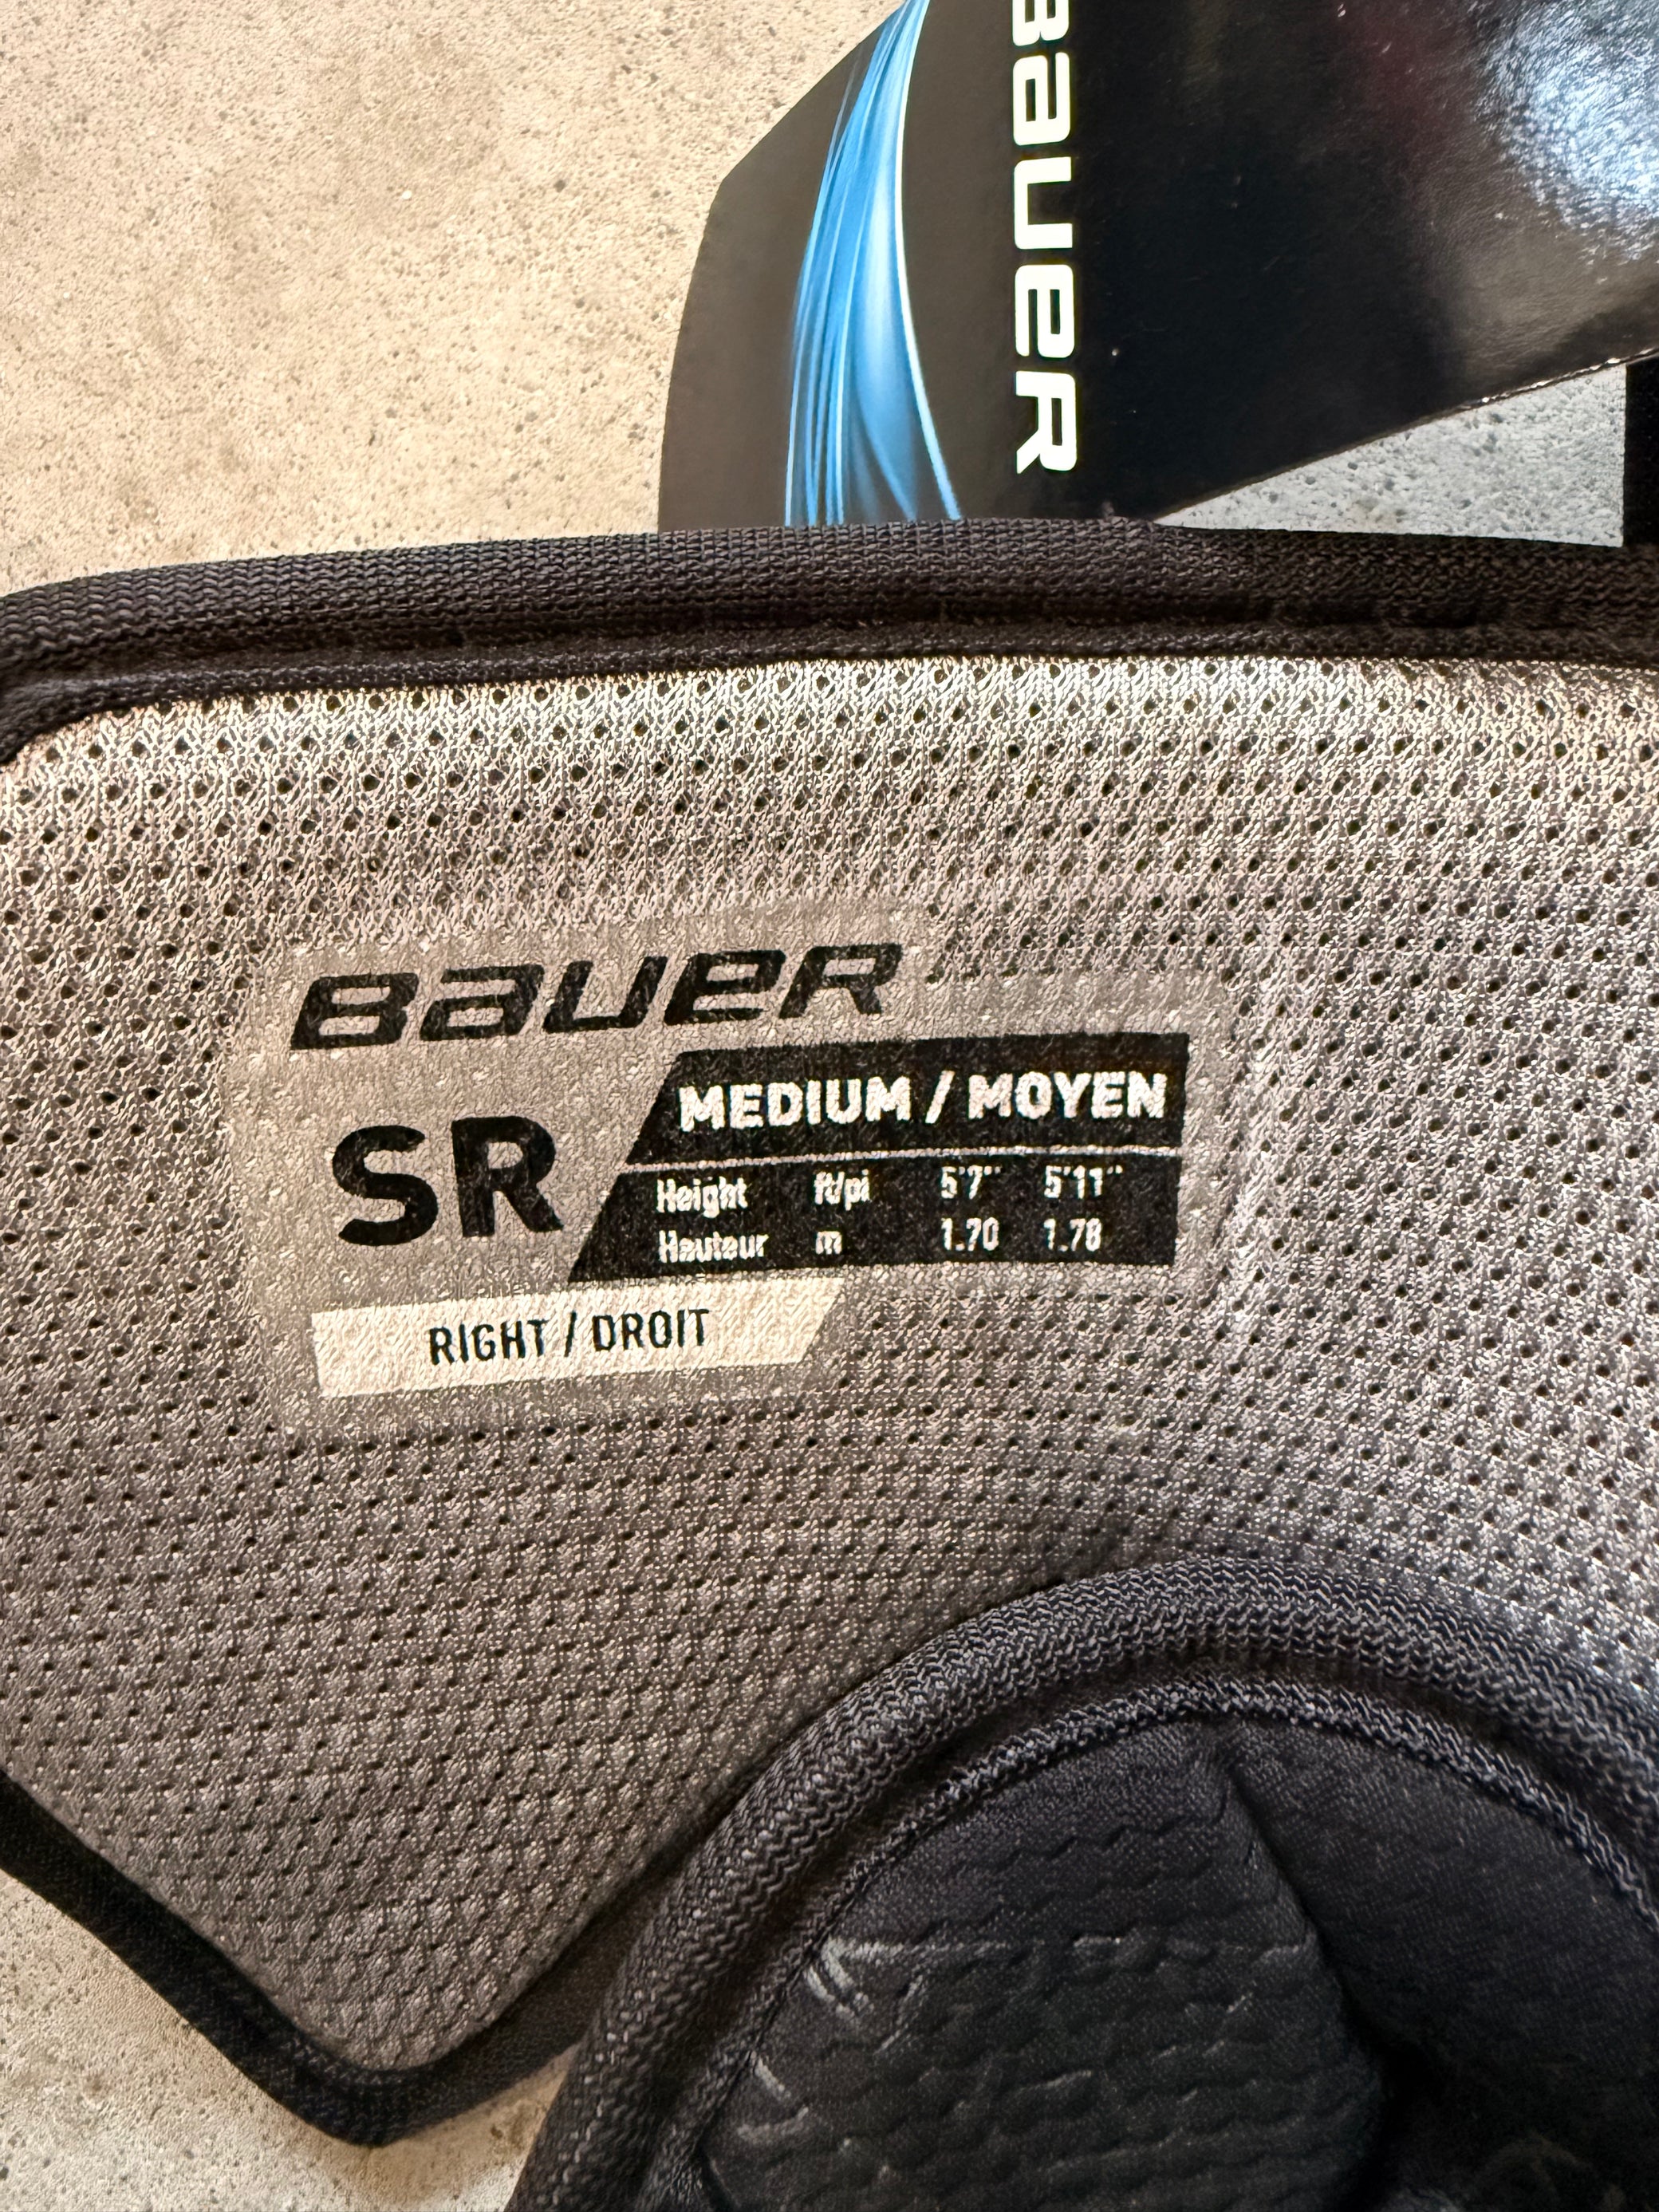 BAUER
BAUER
SR
MEDIUM / MOYEN
Height ft/pi 5'7" 5'11"
Hauteur m 1.70 1.78
RIGHT / DROIT